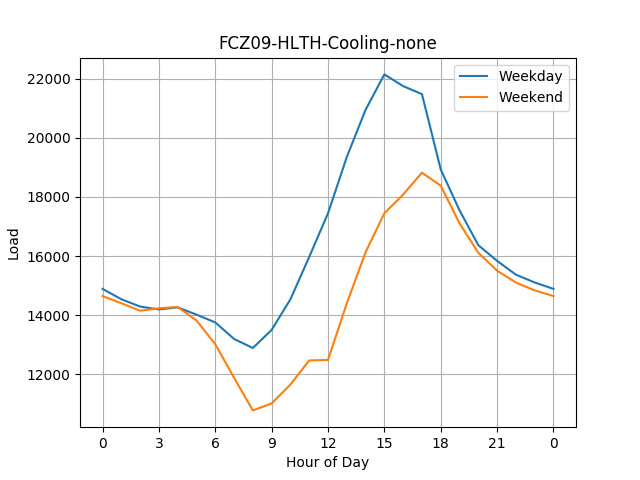 FCZ09-HLTH-Cooling-none
Weekday
Weekend
Load
22000
20000
18000
16000
14000
12000
0 3 6 9 12 15 18 21 0
Hour of Day